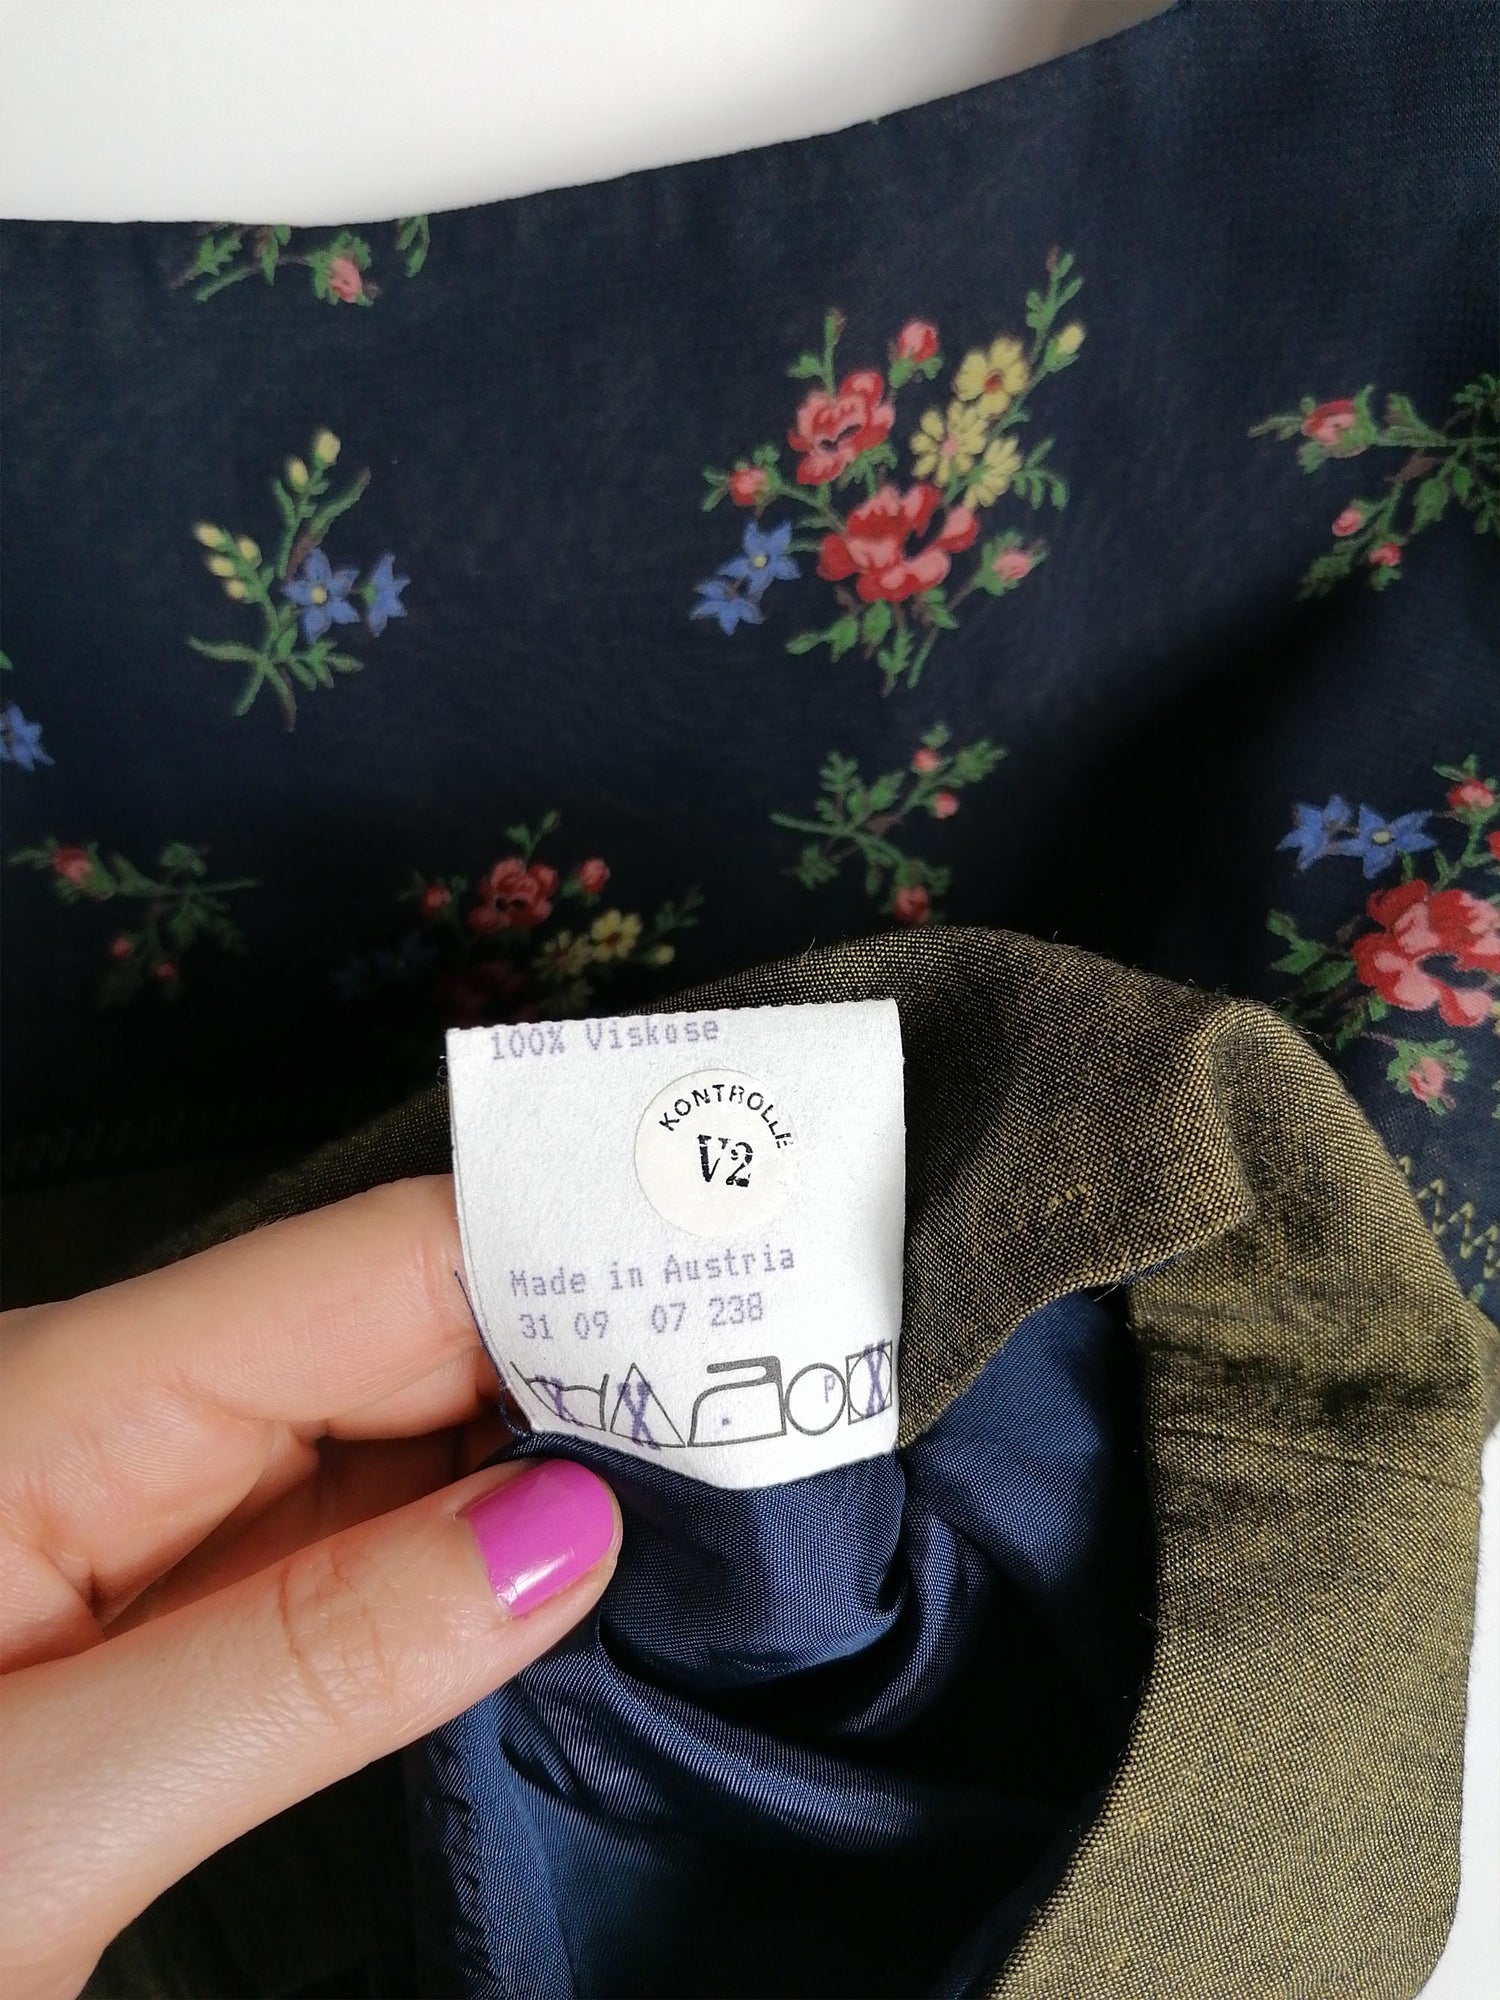 100% Viskose
KONTROLLE
V2
Made in Austria
31 09 07 238
P